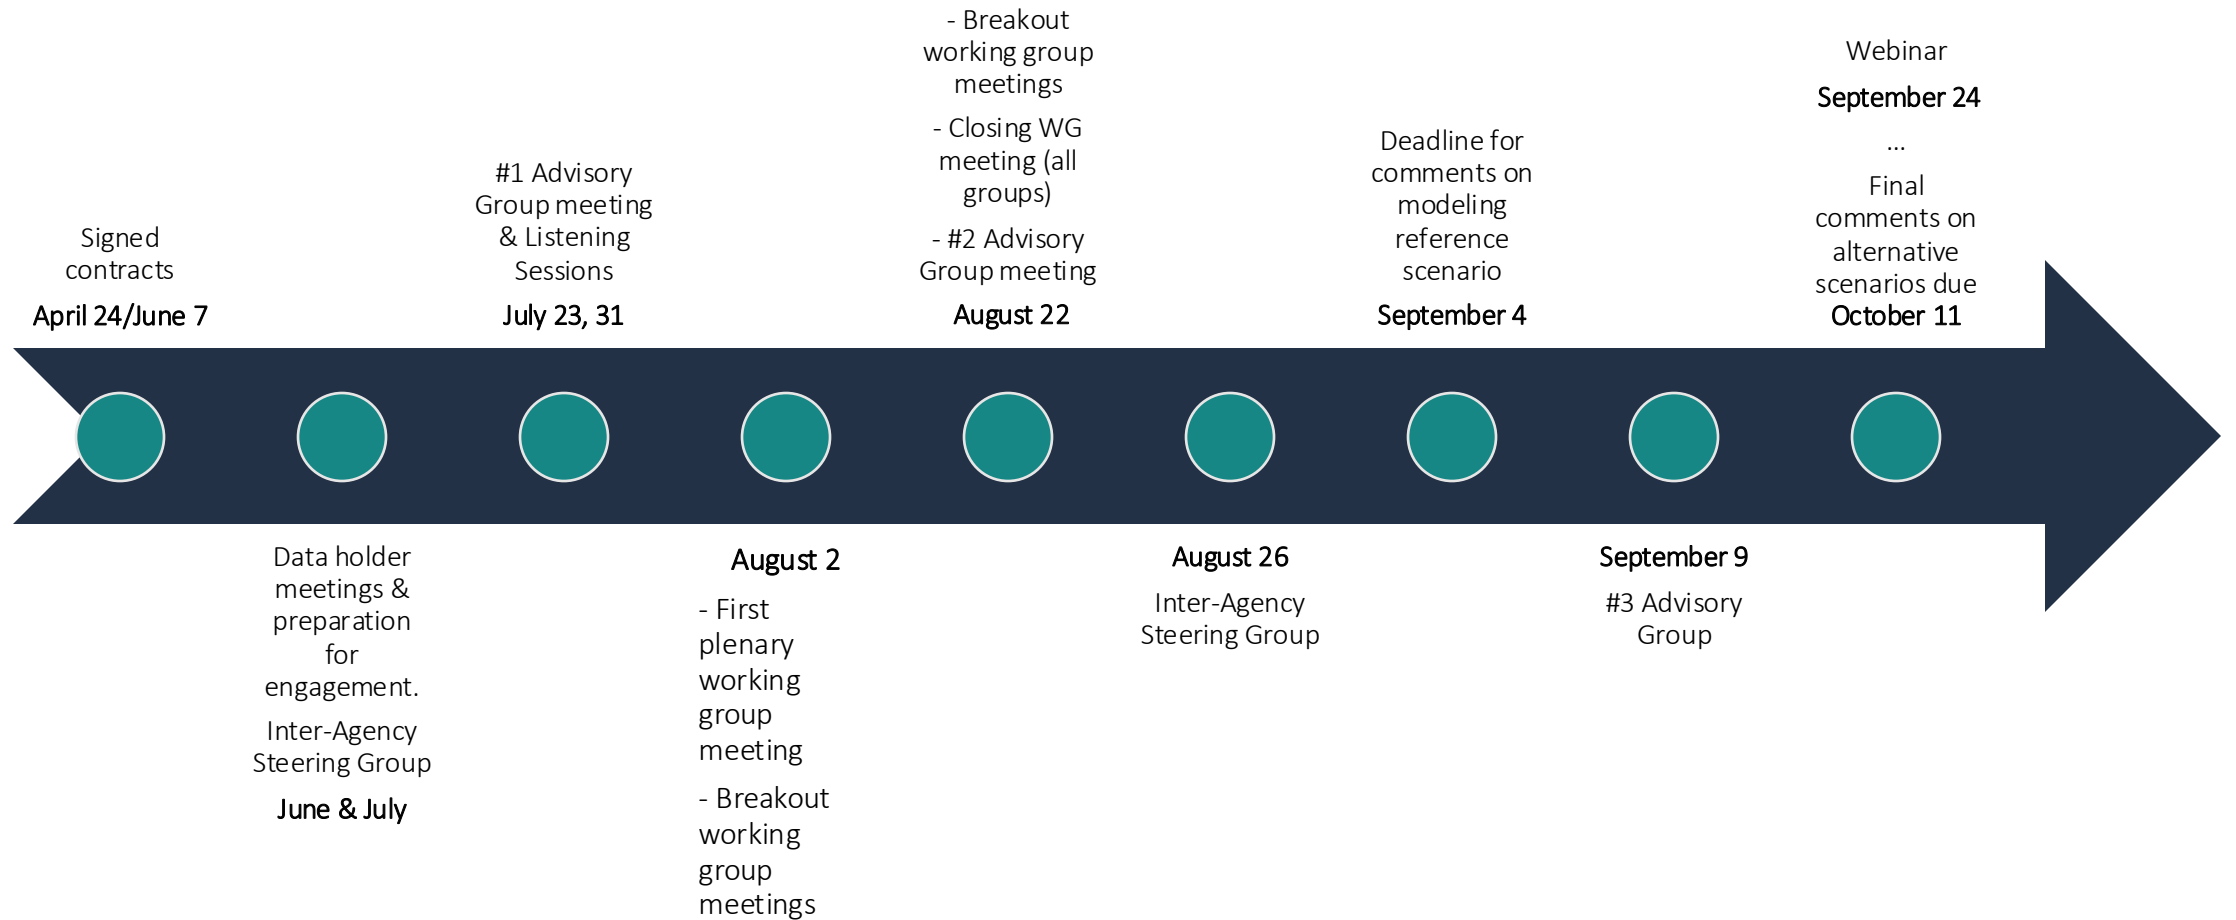 Signed
contracts
April 24/June 7
Data holder
meetings &
preparation
for
engagement.
Inter-Agency
Steering Group
June & July
#1 Advisory
Group meeting
& Listening
Sessions
July 23, 31
August 2
- First
plenary
working
group
meeting
- Breakout
working
group
meetings
- Breakout
working group
meetings
- Closing WG
meeting (all
groups)
- #2 Advisory
Group meeting
August 22
August 26
Inter-Agency
Steering Group
Deadline for
comments on
modeling
reference
scenario
September 4
September 9
#3 Advisory
Group
Webinar
September 24
...
Final
comments on
alternative
scenarios due
October 11